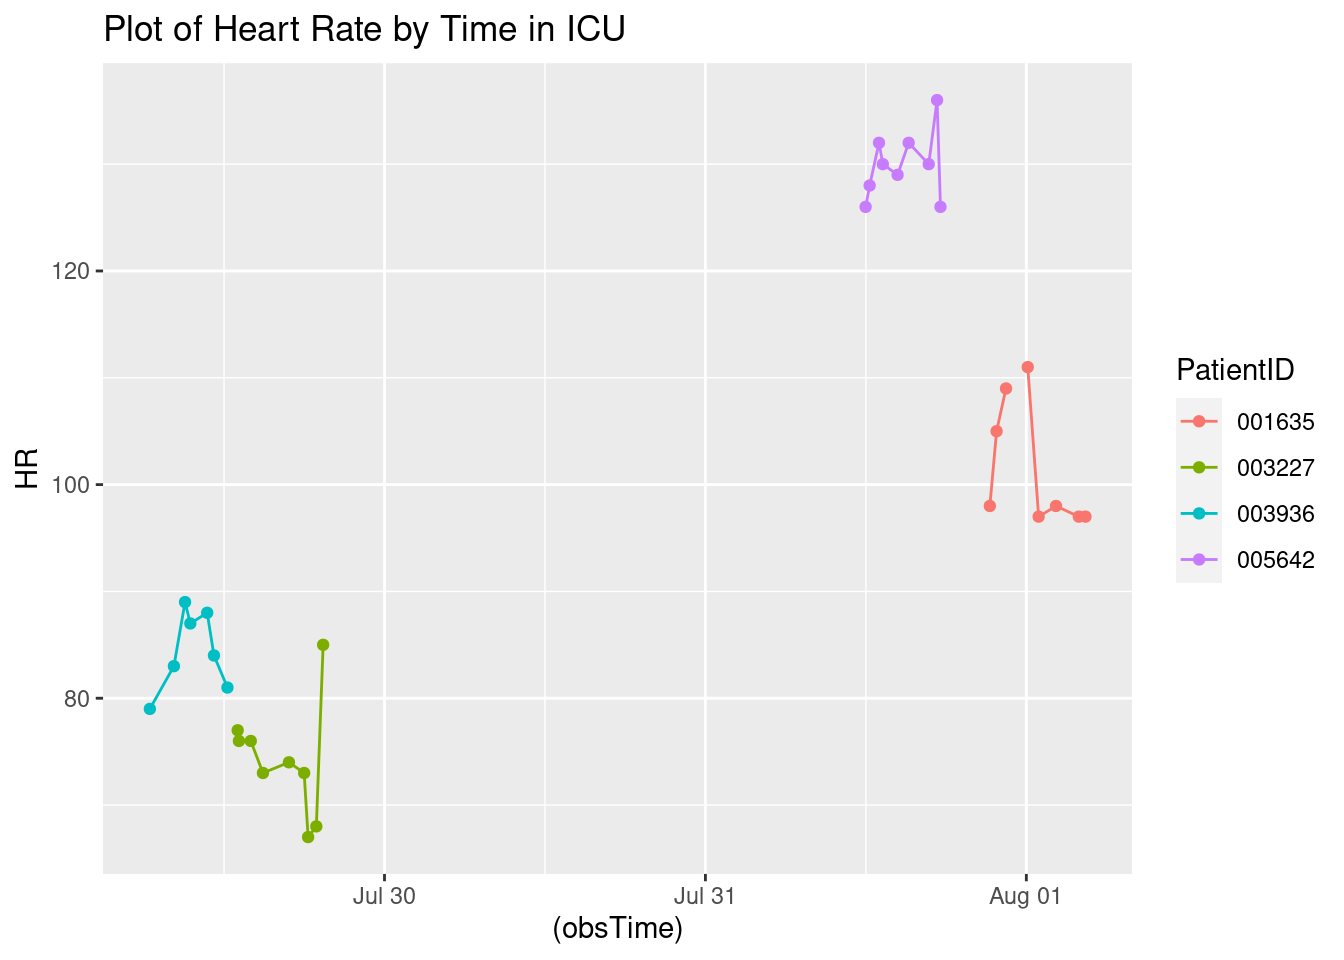 Plot of Heart Rate by Time in ICU
HR
120
100
80
Jul 30
Jul 31
Aug 01
(obsTime)
PatientID
001635
003227
003936
005642